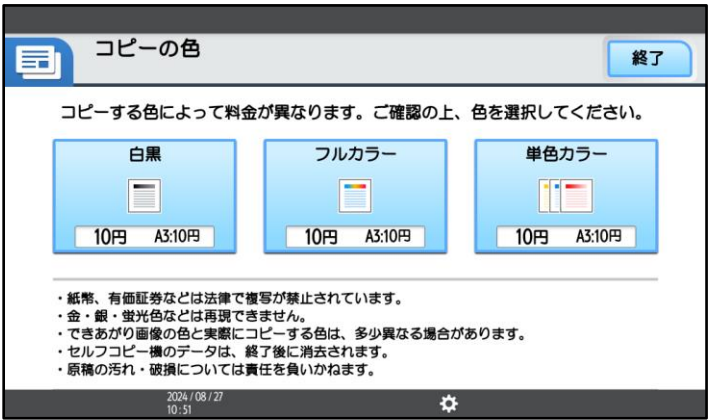 コピーの色
終了
コピーする色によって料金が異なります。ご確認の上、色を選択してください。
白黒
10円 A3:10円
フルカラー
10円 A3:10円
単色カラー
10円 A3:10円
・紙幣、有価証券などは法律で複写が禁止されています。
・金・銀・蛍光色などは再現できません。
・できあがり画像の色と実際にコピーする色は、多少異なる場合があります。
・セルフコピー機のデータは、終了後に消去されます。
・原稿の汚れ・破損については責任を負いかねます。
2024/08/27
10:51